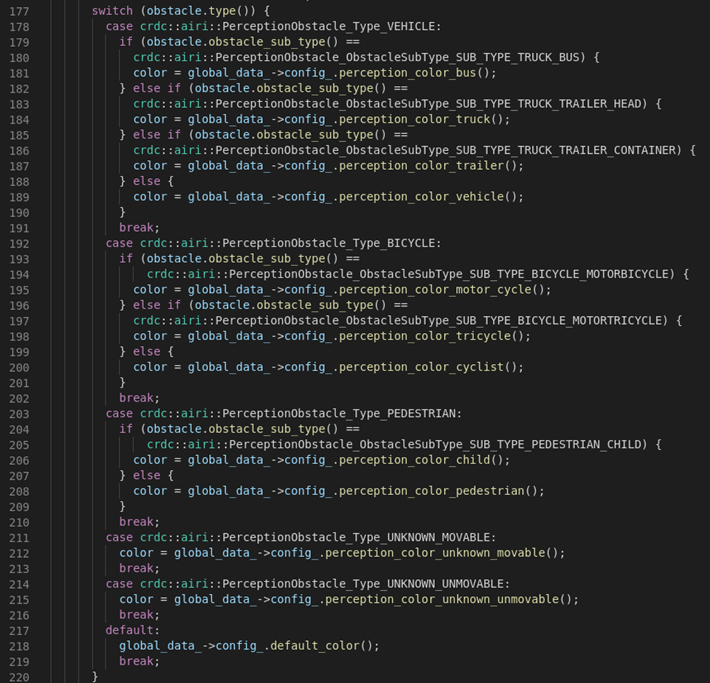 177 switch (obstacle.type()) {
178 case crdc::airi::PerceptionObstacle_Type_VEHICLE:
179 if (obstacle.obstacle_sub_type() ==
180 crdc::airi::PerceptionObstacle_ObstacleSubType_SUB_TYPE_TRUCK_BUS) {
181 color = global_data_->config_.perception_color_bus();
182 } else if (obstacle.obstacle_sub_type() ==
183 crdc::airi::PerceptionObstacle_ObstacleSubType_SUB_TYPE_TRUCK_TRAILER_HEAD) {
184 color = global_data_->config_.perception_color_truck();
185 } else if (obstacle.obstacle_sub_type() ==
186 crdc::airi::PerceptionObstacle_ObstacleSubType_SUB_TYPE_TRUCK_TRAILER_CONTAINER) {
187 color = global_data_->config_.perception_color_trailer();
188 } else {
189 color = global_data_->config_.perception_color_vehicle();
190 }
191 break;
192 case crdc::airi::PerceptionObstacle_Type_BICYCLE:
193 if (obstacle.obstacle_sub_type() ==
194 crdc::airi::PerceptionObstacle_ObstacleSubType_SUB_TYPE_BICYCLE_MOTORBICYCLE) {
195 color = global_data_->config_.perception_color_motor_cycle();
196 } else if (obstacle.obstacle_sub_type() ==
197 crdc::airi::PerceptionObstacle_ObstacleSubType_SUB_TYPE_BICYCLE_MOTORTRICYCLE) {
198 color = global_data_->config_.perception_color_tricycle();
199 } else {
200 color = global_data_->config_.perception_color_cyclist();
201 }
202 break;
203 case crdc::airi::PerceptionObstacle_Type_PEDESTRIAN:
204 if (obstacle.obstacle_sub_type() ==
205 crdc::airi::PerceptionObstacle_ObstacleSubType_SUB_TYPE_PEDESTRIAN_CHILD) {
206 color = global_data_->config_.perception_color_child();
207 } else {
208 color = global_data_->config_.perception_color_pedestrian();
209 }
210 break;
211 case crdc::airi::PerceptionObstacle_Type_UNKNOWN_MOVABLE:
212 color = global_data_->config_.perception_color_unknown_movable();
213 break;
214 case crdc::airi::PerceptionObstacle_Type_UNKNOWN_UNMOVABLE:
215 color = global_data_->config_.perception_color_unknown_unmovable();
216 break;
217 default:
218 global_data_->config_.default_color();
219 break;
220 }